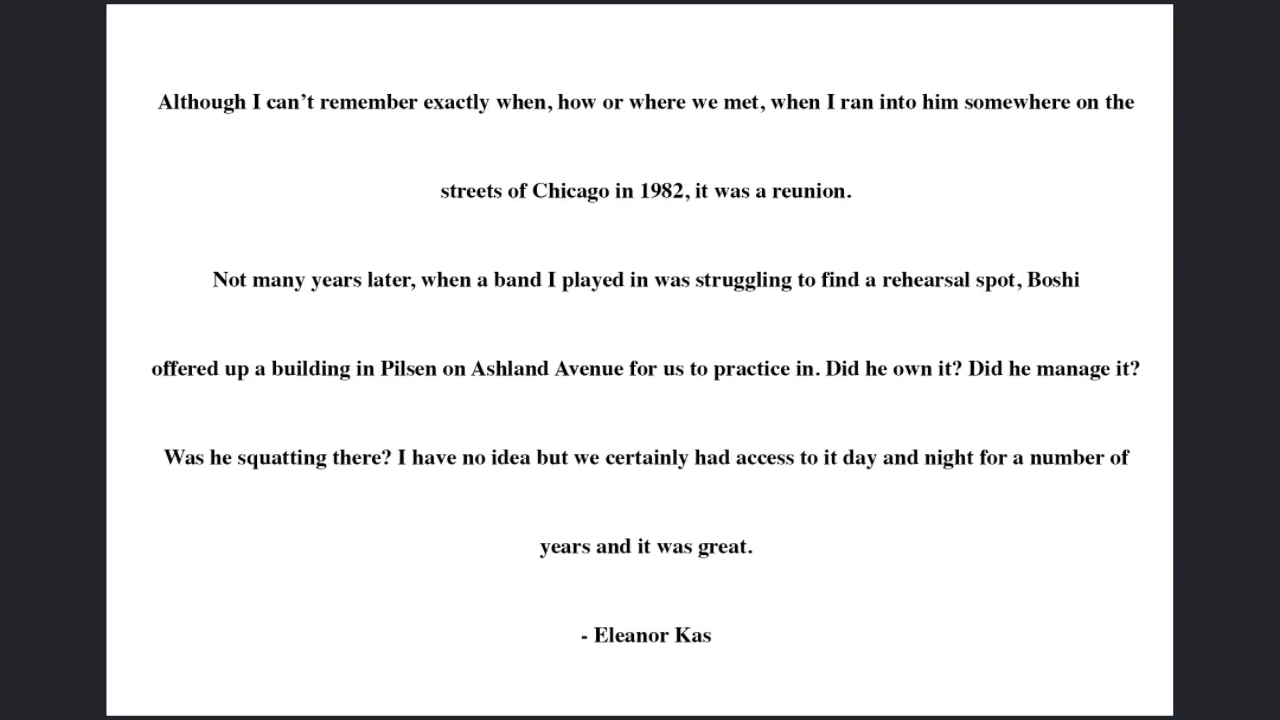 Although I can’t remember exactly when, how or where we met, when I ran into him somewhere on the
streets of Chicago in 1982, it was a reunion.
Not many years later, when a band I played in was struggling to find a rehearsal spot, Boshi
offered up a building in Pilsen on Ashland Avenue for us to practice in. Did he own it? Did he manage it?
Was he squatting there? I have no idea but we certainly had access to it day and night for a number of
years and it was great.
- Eleanor Kas